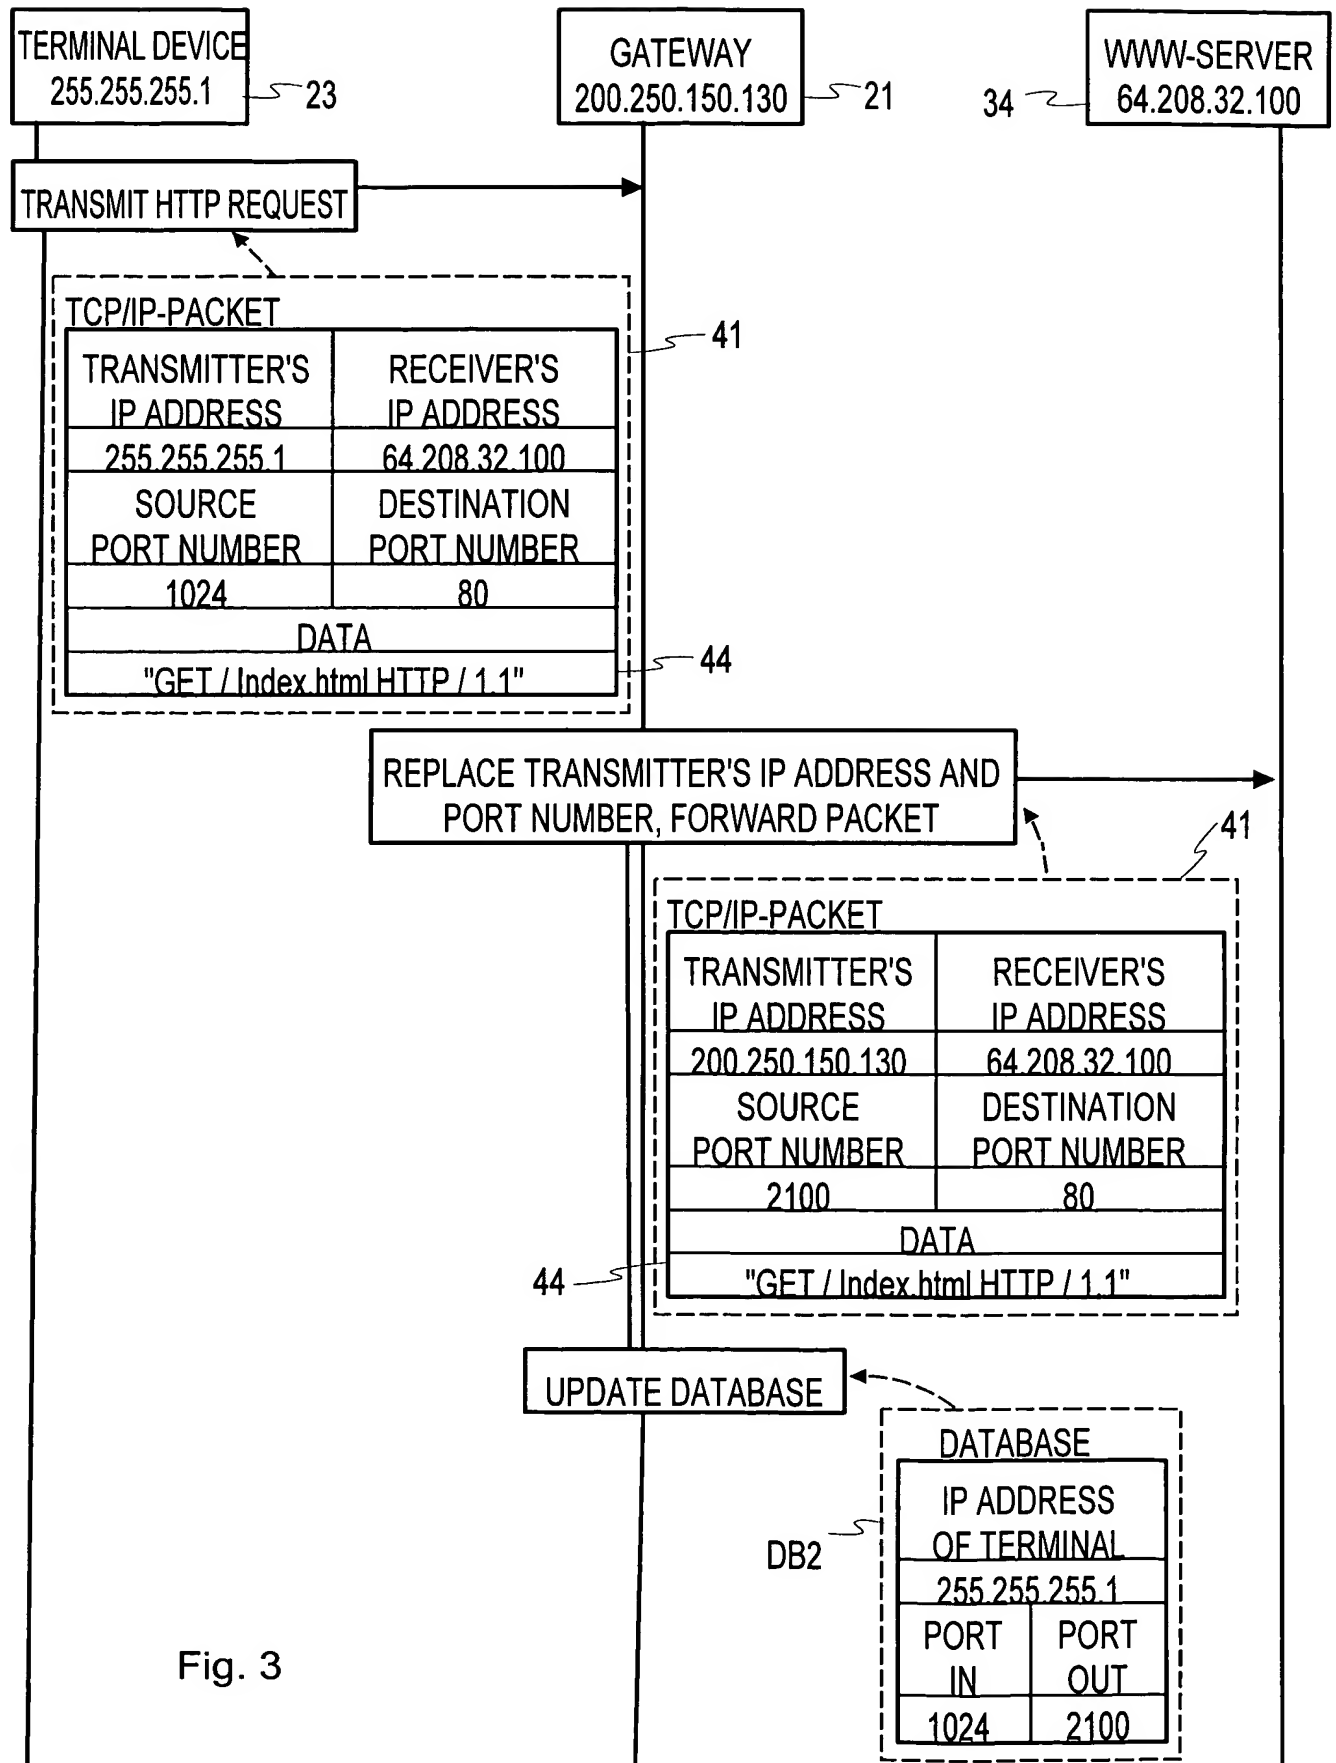 TERMINAL DEVICE
255.255.255.1
23
GATEWAY
200.250.150.130
21
34
WWW-SERVER
64.208.32.100
TRANSMIT HTTP REQUEST
TCP/IP-PACKET
41
TRANSMITTER'S
IP ADDRESS
RECEIVER'S
IP ADDRESS
255.255.255.1
64.208.32.100
SOURCE
PORT NUMBER
DESTINATION
PORT NUMBER
1024
80
DATA
"GET / Index.html HTTP / 1.1"
44
REPLACE TRANSMITTER'S IP ADDRESS AND
PORT NUMBER, FORWARD PACKET
41
TCP/IP-PACKET
TRANSMITTER'S
IP ADDRESS
RECEIVER'S
IP ADDRESS
200.250.150.130
64.208.32.100
SOURCE
PORT NUMBER
DESTINATION
PORT NUMBER
2100
80
DATA
44
"GET / Index.html HTTP / 1.1"
UPDATE DATABASE
DATABASE
IP ADDRESS
OF TERMINAL
DB2
255.255.255.1
PORT
IN
PORT
OUT
1024
2100
Fig. 3